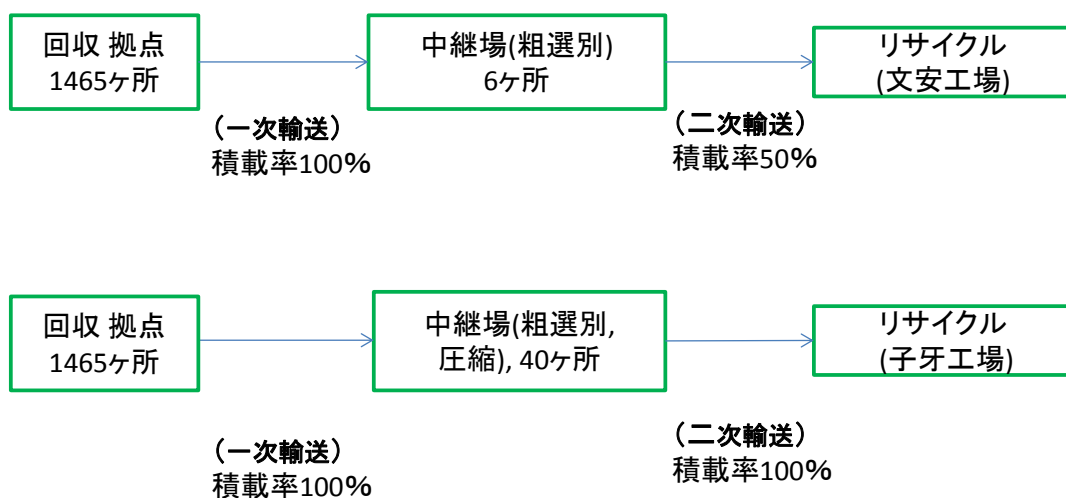 回収 拠点
1465ヶ所
中継場(粗選別)
6ヶ所
リサイクル
(文安工場)
（一次輸送）
積載率100%
（二次輸送）
積載率50%
回収 拠点
1465ヶ所
中継場(粗選別,
圧縮), 40ヶ所
リサイクル
(子牙工場)
（一次輸送）
積載率100%
（二次輸送）
積載率100%